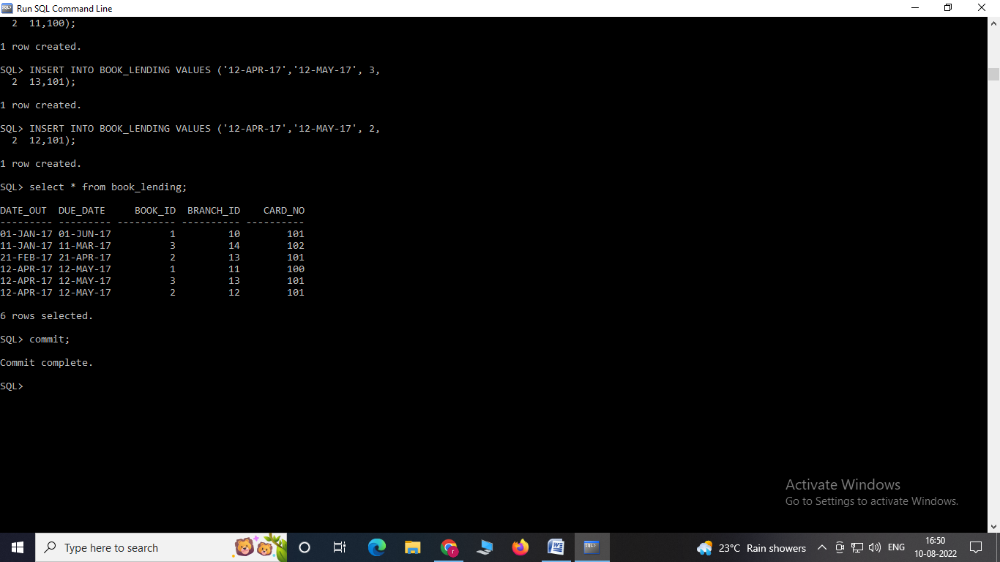 Run SQL Command Line
  2  11,100);
1 row created.
SQL> INSERT INTO BOOK_LENDING VALUES ('12-APR-17','12-MAY-17', 3,
  2  13,101);
1 row created.
SQL> INSERT INTO BOOK_LENDING VALUES ('12-APR-17','12-MAY-17', 2,
  2  12,101);
1 row created.
SQL> select * from book_lending;
DATE_OUT  DUE_DATE     BOOK_ID  BRANCH_ID    CARD_NO
--------- --------- ---------- ---------- ----------
01-JAN-17 01-JUN-17          1         10        101
11-JAN-17 11-MAR-17          3         14        102
21-FEB-17 21-APR-17          2         13        101
12-APR-17 12-MAY-17          1         11        100
12-APR-17 12-MAY-17          3         13        101
12-APR-17 12-MAY-17          2         12        101
6 rows selected.
SQL> commit;
Commit complete.
SQL>
Activate Windows
Go to Settings to activate Windows.
Type here to search
23°C Rain showers
ENG
16:50
10-08-2022